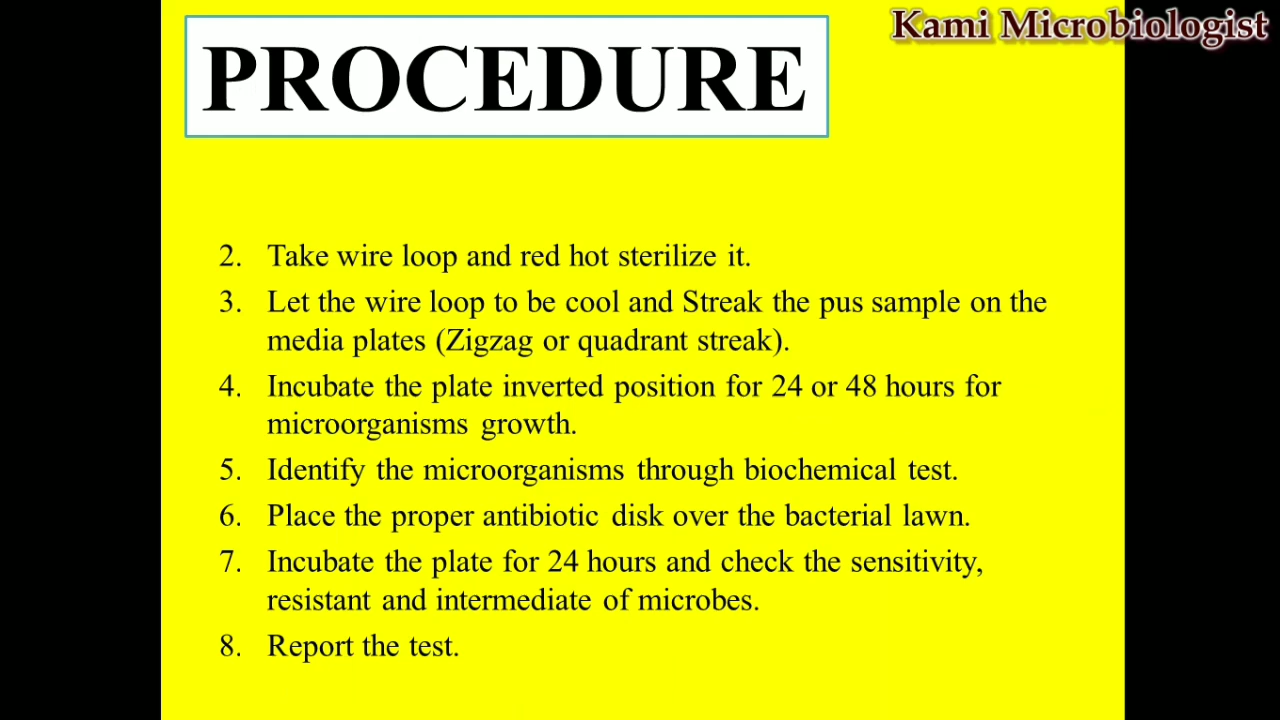 Kami Microbiologist
PROCEDURE
2. Take wire loop and red hot sterilize it.
3. Let the wire loop to be cool and Streak the pus sample on the
media plates (Zigzag or quadrant streak).
4. Incubate the plate inverted position for 24 or 48 hours for
microorganisms growth.
5. Identify the microorganisms through biochemical test.
6. Place the proper antibiotic disk over the bacterial lawn.
7. Incubate the plate for 24 hours and check the sensitivity,
resistant and intermediate of microbes.
8. Report the test.